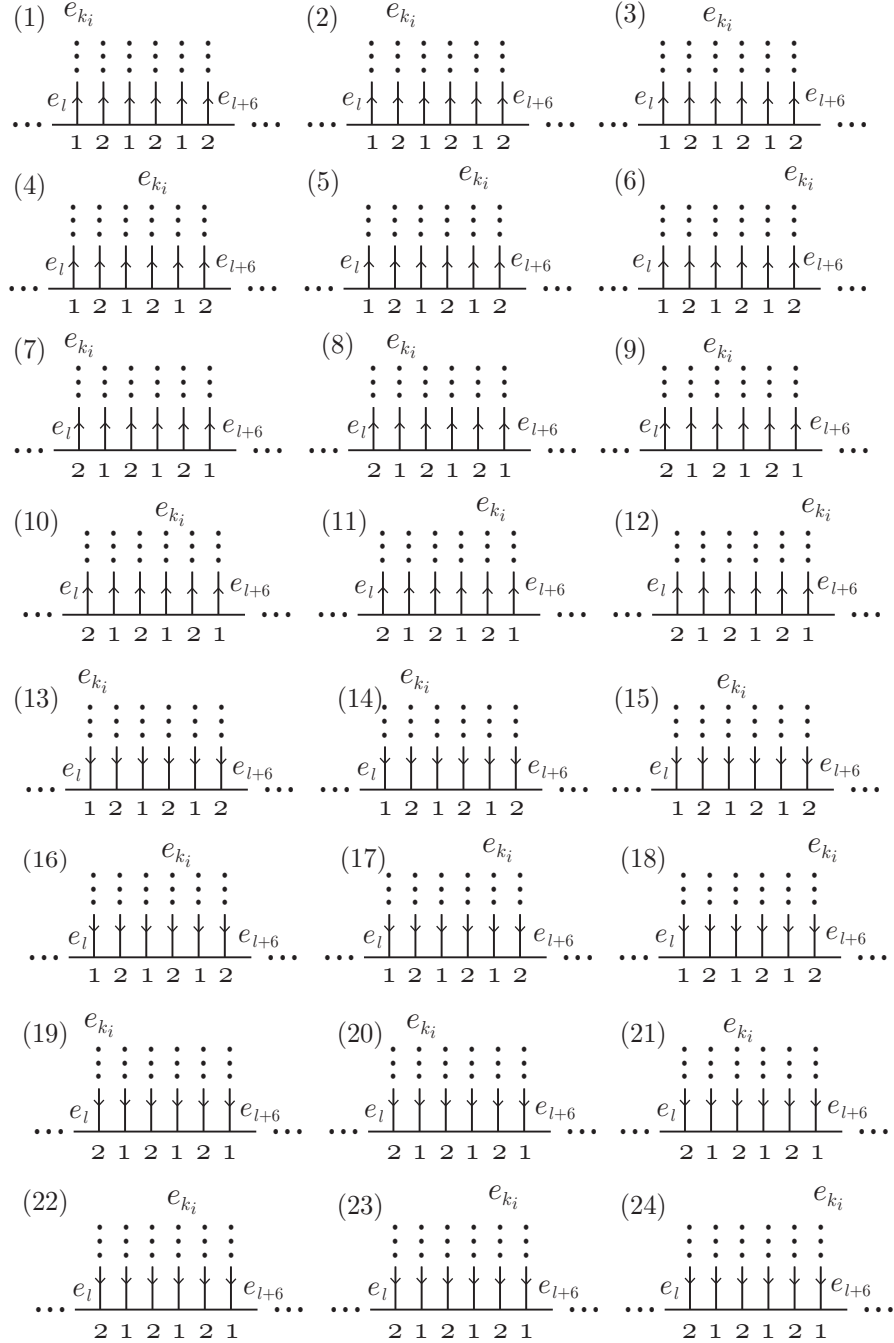 (1) e_{k_i} (2) e_{k_i} (3) e_{k_i}
e_l e_{l+6} e_l e_{l+6} e_l e_{l+6}
1 2 1 2 1 2 1 2 1 2 1 2 1 2 1 2 1 2
(4) e_{k_i} (5) e_{k_i} (6) e_{k_i}
e_l e_{l+6} e_l e_{l+6} e_l e_{l+6}
1 2 1 2 1 2 1 2 1 2 1 2 1 2 1 2 1 2
(7) e_{k_i} (8) e_{k_i} (9) e_{k_i}
e_l e_{l+6} e_l e_{l+6} e_l e_{l+6}
2 1 2 1 2 1 2 1 2 1 2 1 2 1 2 1 2 1
(10) e_{k_i} (11) e_{k_i} (12) e_{k_i}
e_l e_{l+6} e_l e_{l+6} e_l e_{l+6}
2 1 2 1 2 1 2 1 2 1 2 1 2 1 2 1 2 1
(13) e_{k_i} (14) e_{k_i} (15) e_{k_i}
e_l e_{l+6} e_l e_{l+6} e_l e_{l+6}
1 2 1 2 1 2 1 2 1 2 1 2 1 2 1 2 1 2
(16) e_{k_i} (17) e_{k_i} (18) e_{k_i}
e_l e_{l+6} e_l e_{l+6} e_l e_{l+6}
1 2 1 2 1 2 1 2 1 2 1 2 1 2 1 2 1 2
(19) e_{k_i} (20) e_{k_i} (21) e_{k_i}
e_l e_{l+6} e_l e_{l+6} e_l e_{l+6}
2 1 2 1 2 1 2 1 2 1 2 1 2 1 2 1 2 1
(22) e_{k_i} (23) e_{k_i} (24) e_{k_i}
e_l e_{l+6} e_l e_{l+6} e_l e_{l+6}
2 1 2 1 2 1 2 1 2 1 2 1 2 1 2 1 2 1